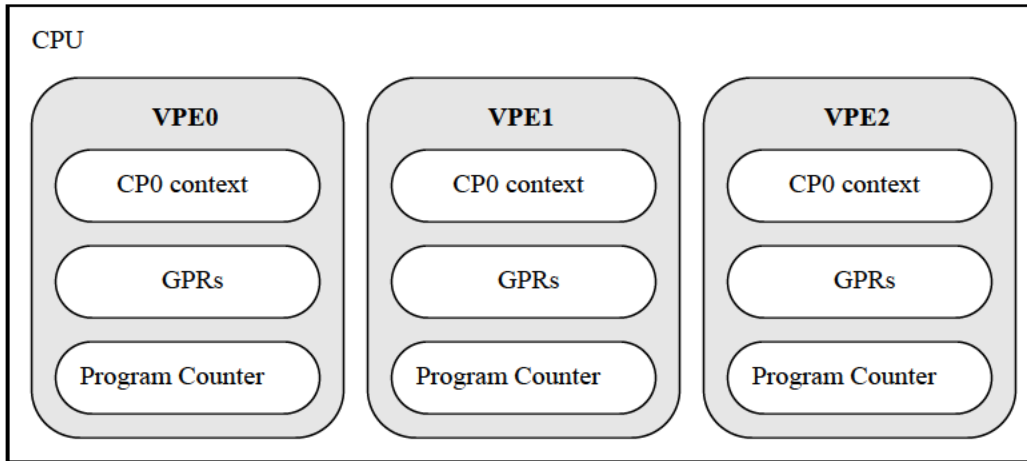 CPU
VPE0
VPE1
VPE2
CP0 context
CP0 context
CP0 context
GPRs
GPRs
GPRs
Program Counter
Program Counter
Program Counter